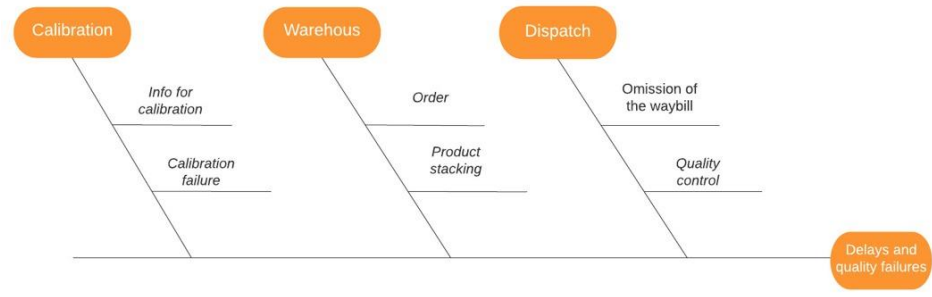 Calibration
Warehous
Dispatch
Info for
calibration
Order
Omission of
the waybill
Calibration
failure
Product
stacking
Quality
control
Delays and
quality failures